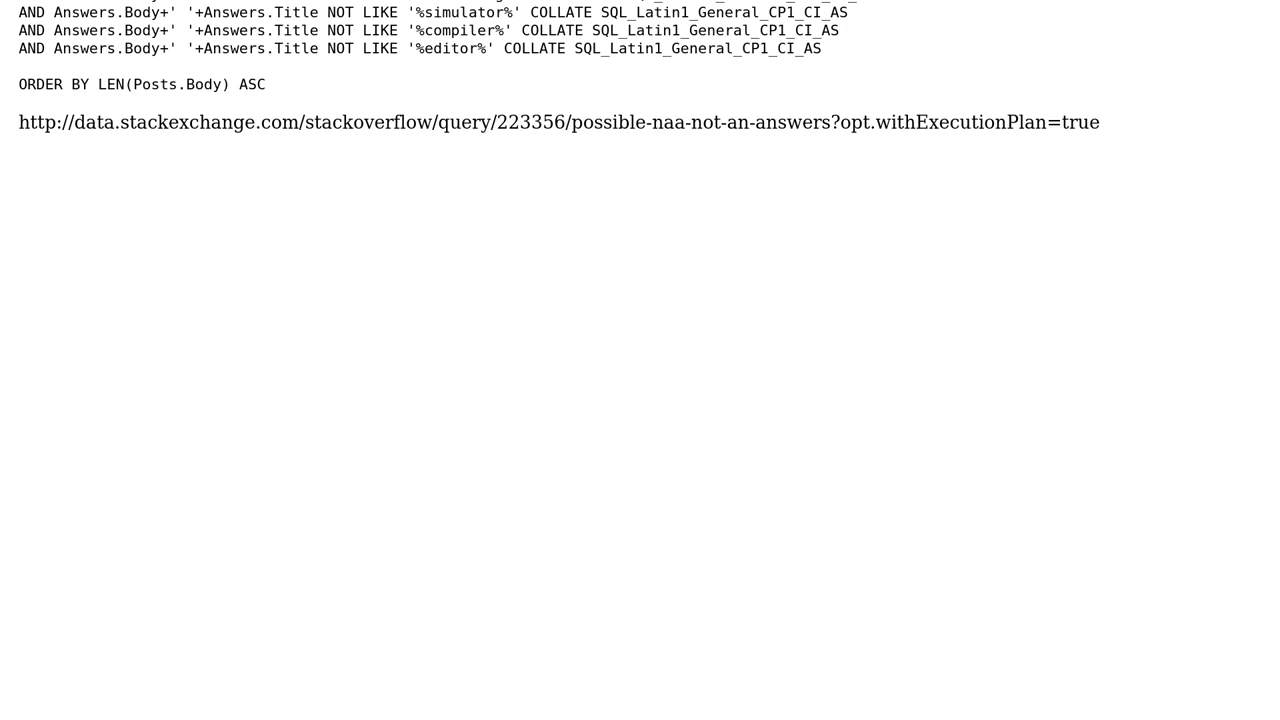 AND Answers.Body+' '+Answers.Title NOT LIKE '%simulator%' COLLATE SQL_Latin1_General_CP1_CI_AS
AND Answers.Body+' '+Answers.Title NOT LIKE '%compiler%' COLLATE SQL_Latin1_General_CP1_CI_AS
AND Answers.Body+' '+Answers.Title NOT LIKE '%editor%' COLLATE SQL_Latin1_General_CP1_CI_AS
ORDER BY LEN(Posts.Body) ASC
http://data.stackexchange.com/stackoverflow/query/223356/possible-naa-not-an-answers?opt.withExecutionPlan=true